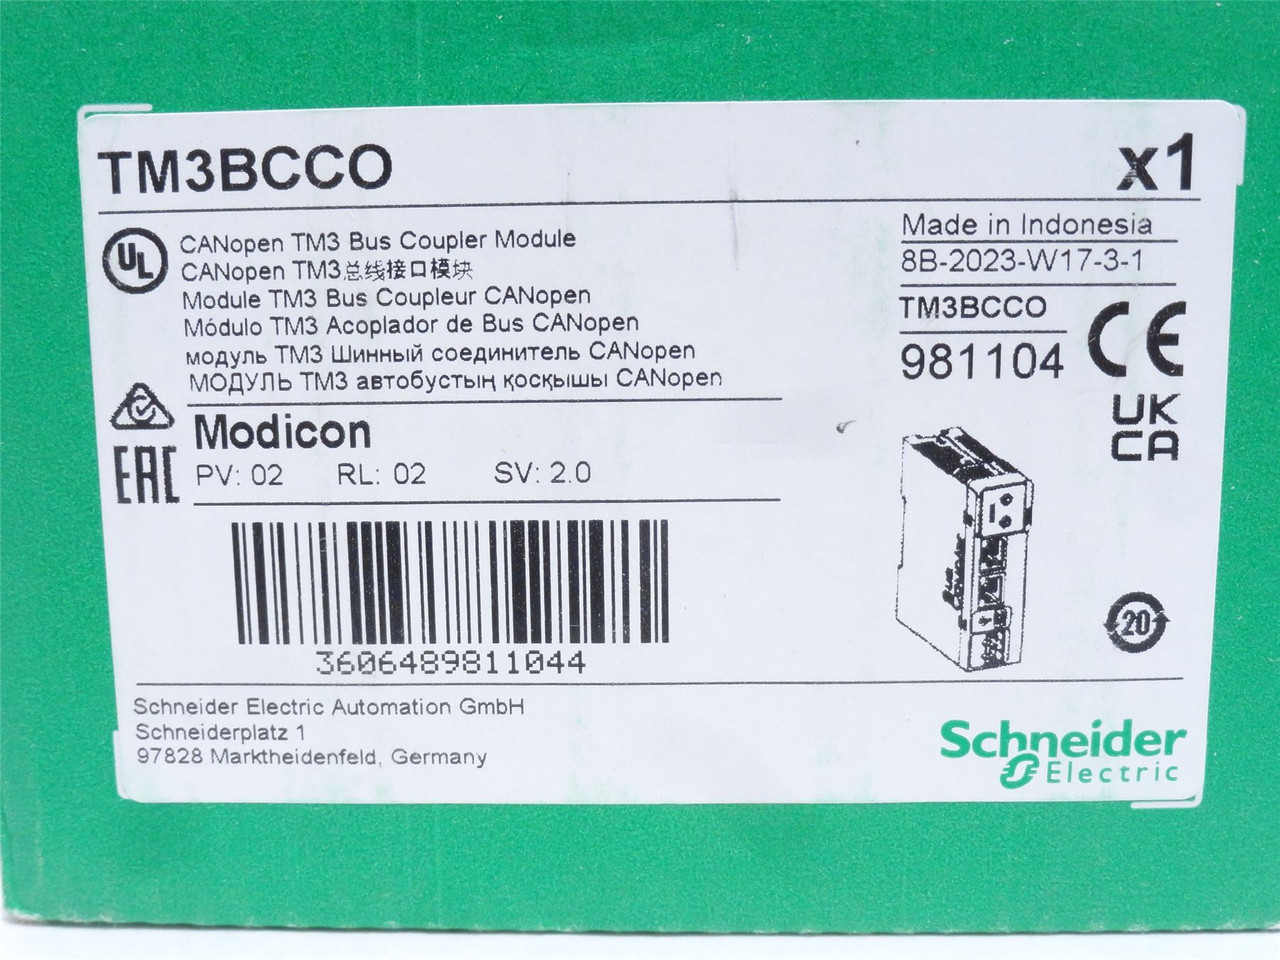 TM3BCCO
x1
UL
CANopen TM3 Bus Coupler Module
CANopen TM3总线接口模块
Module TM3 Bus Coupleur CANopen
Módulo TM3 Acoplador de Bus CANopen
модуль TM3 Шинный соединитель CANopen
МОДУЛЬ TM3 автобустың қосқышы CANopen
Made in Indonesia
8B-2023-W17-3-1
TM3BCCO
981104
CE
UK
CA
EAC
Modicon
PV: 02 RL: 02 SV: 2.0
20
3606489811044
Schneider Electric Automation GmbH
Schneiderplatz 1
97828 Marktheidenfeld, Germany
Schneider
Electric